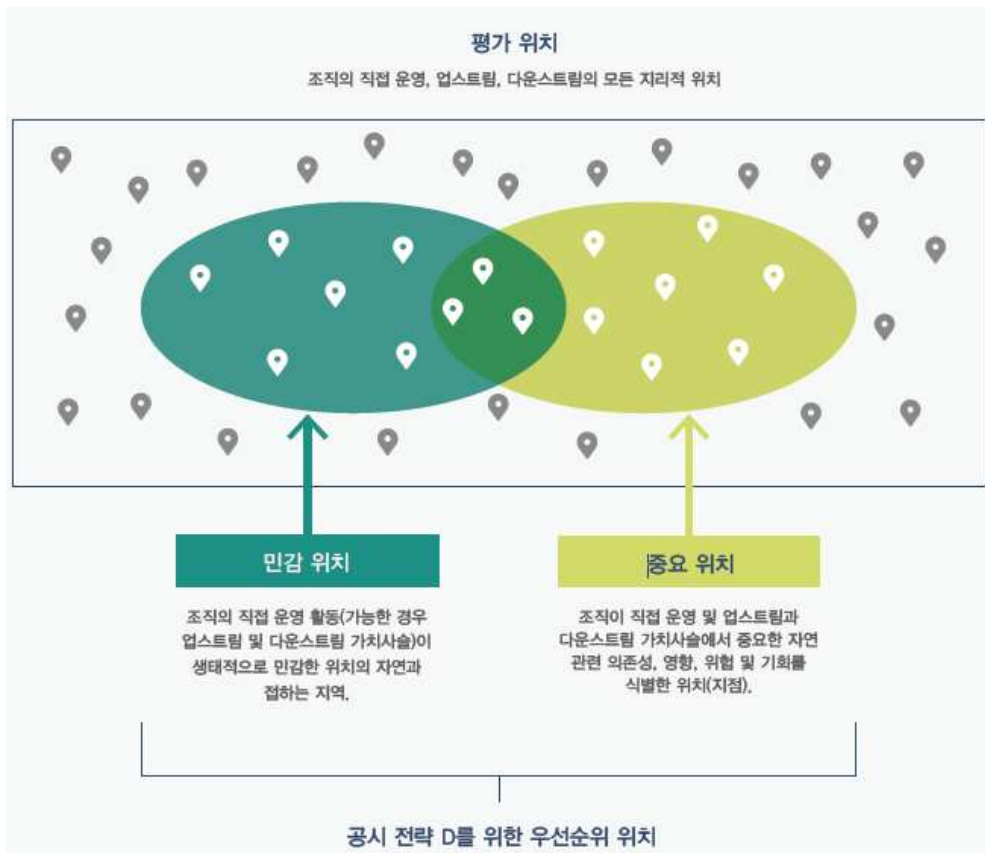 평가 위치
조직의 직접 운영, 업스트림, 다운스트림의 모든 지리적 위치
민감 위치
조직의 직접 운영 활동(가능한 경우
업스트림 및 다운스트림 가치사슬)이
생태적으로 민감한 위치의 자연과
접하는 지역.
중요 위치
조직이 직접 운영 및 업스트림과
다운스트림 가치사슬에서 중요한 자연
관련 의존성, 영향, 위험 및 기회를
식별한 위치(지점).
공시 전략 D를 위한 우선순위 위치